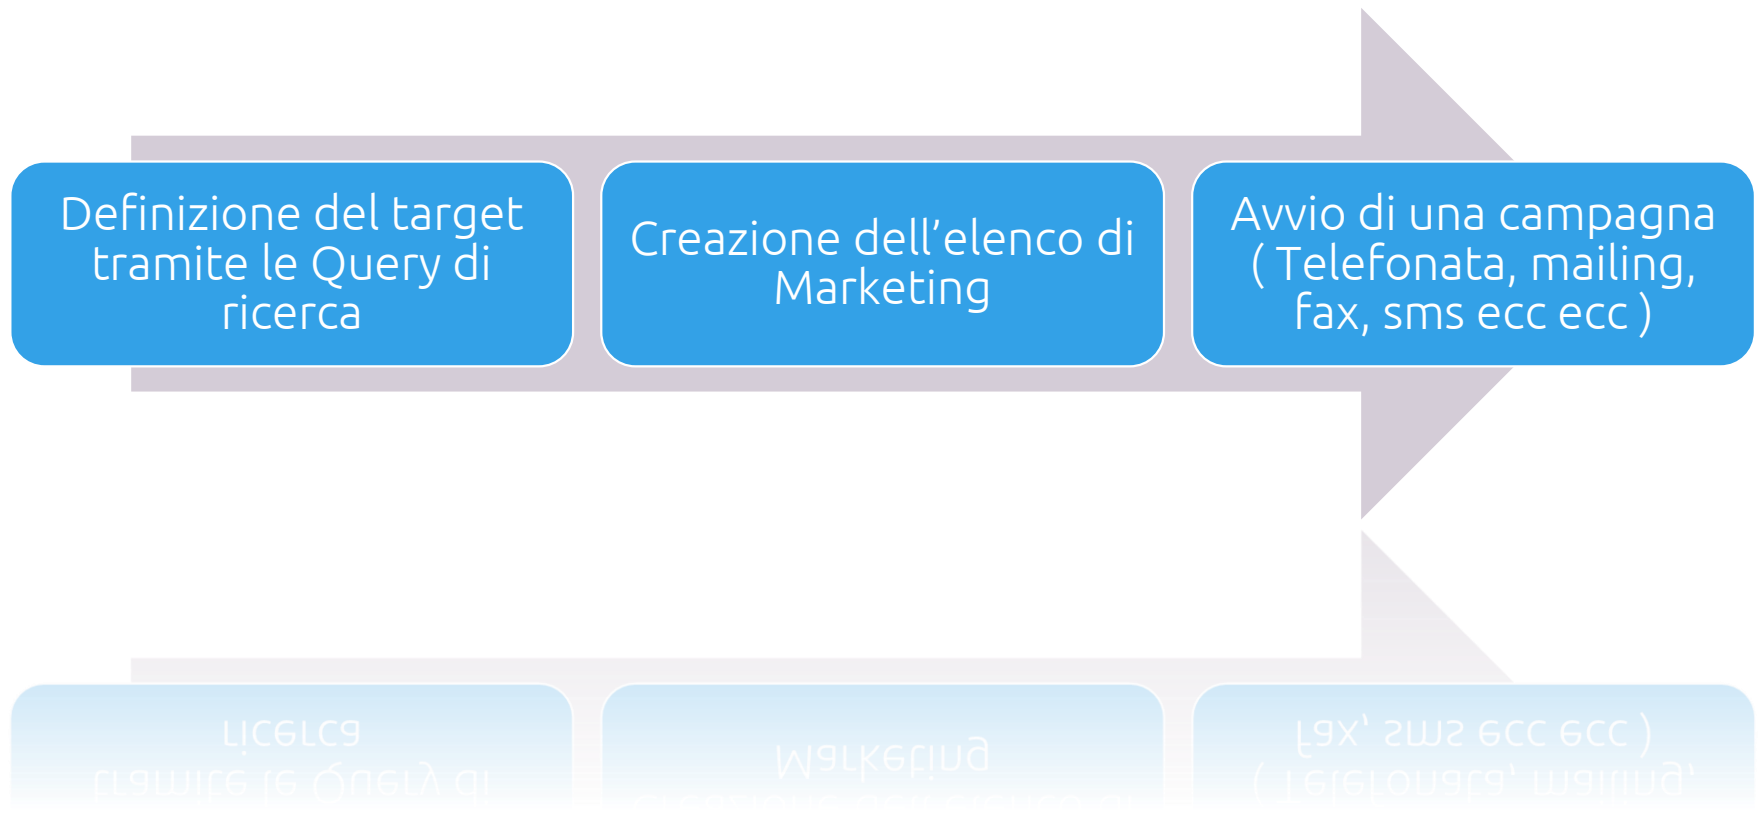 Definizione del target
tramite le Query di
ricerca
Creazione dell’elenco di
Marketing
Avvio di una campagna
( Telefonata, mailing,
fax, sms ecc ecc )